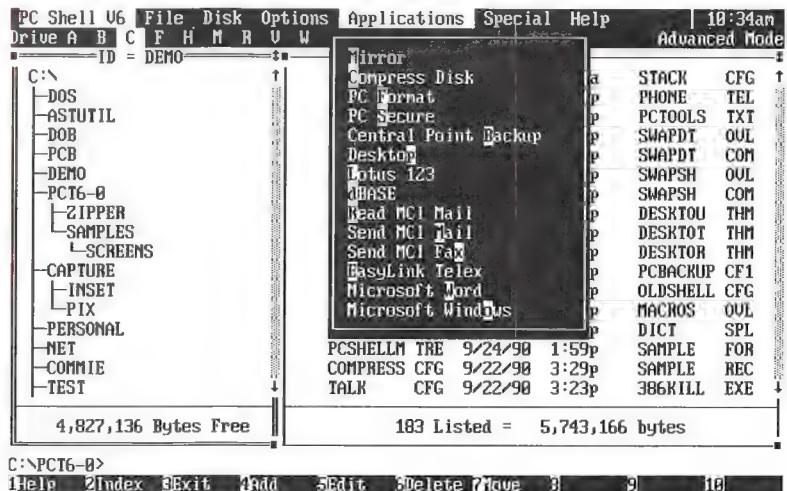 PC Shell V6 File Disk Options Applications Special Help 10:34am
Drive A B C F H M R U W Advanced Mode
ID = DEMO
C:\
DOS
ASTUTIL
DOB
PCB
DEMO
PCT6-0
ZIPPER
SAMPLES
SCREENS
CAPTURE
INSET
PIX
PERSONAL
NET
COMMIE
TEST
Mirror
Compress Disk
PC Format
PC Secure
Central Point Backup
Desktop
Lotus 123
dBASE
Read MCI Mail
Send MCI Mail
Send MCI Fax
EasyLink Telex
Microsoft Word
Microsoft Windows
a STACK CFG
p PHONE TEL
p PCTOOLS TXT
p SWAPDT OVL
p SWAPDT COM
p SWAPSH OVL
p SWAPSH COM
p DESKTOU THM
p DESKTOT THM
p DESKTOR THM
p PCBACKUP CF1
p OLDSHELL CFG
p MACROS OVL
p DICT SPL
PCSHELLM TRE 9/24/90 1:59p SAMPLE FOR
COMPRESS CFG 9/22/90 3:29p SAMPLE REC
TALK CFG 9/22/90 3:23p 386KILL EXE
4,827,136 Bytes Free
183 Listed = 5,743,166 bytes
C:\PCT6-0>
1Help 2Index 3Exit 4Add 5Edit 6Delete 7Move 8 9 10